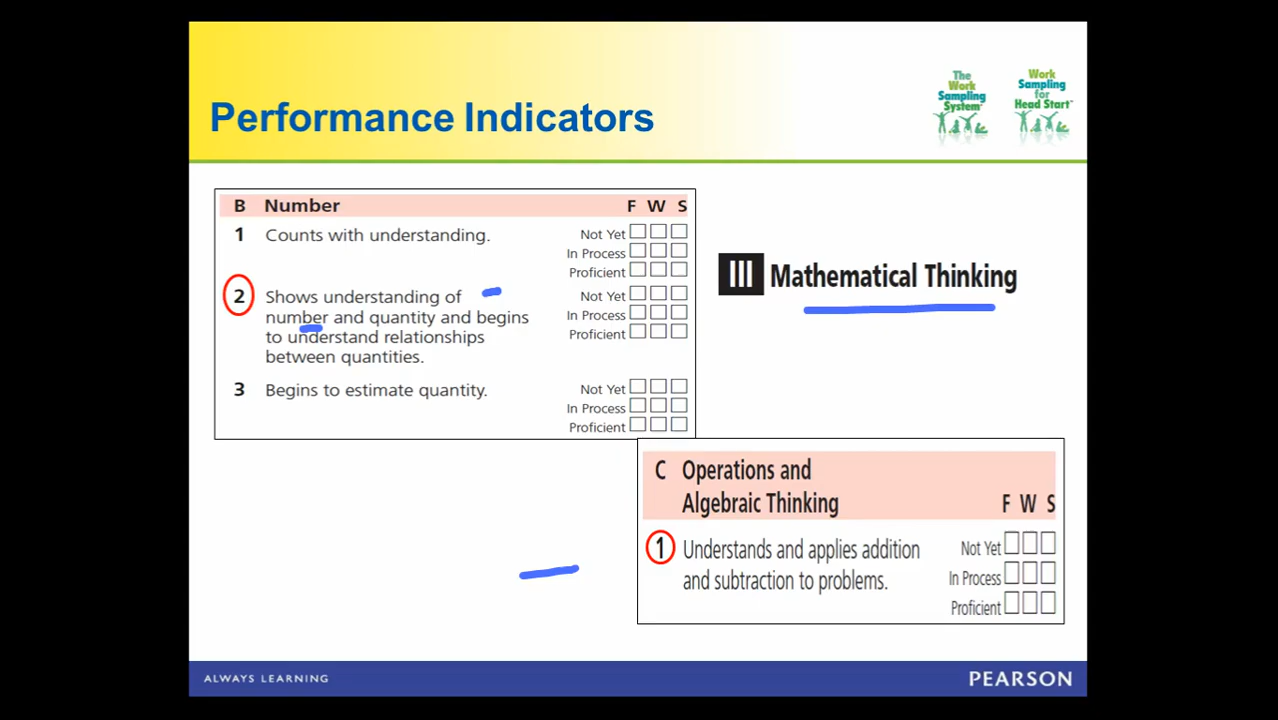 Performance Indicators
The
Work
Sampling
System™
Work
Sampling
for
Head Start™
B Number F W S
1 Counts with understanding. Not Yet
In Process
Proficient
2 Shows understanding of Not Yet
number and quantity and begins In Process
to understand relationships Proficient
between quantities.
3 Begins to estimate quantity. Not Yet
In Process
Proficient
III Mathematical Thinking
C Operations and
Algebraic Thinking F W S
1 Understands and applies addition Not Yet
and subtraction to problems. In Process
Proficient
ALWAYS LEARNING
PEARSON